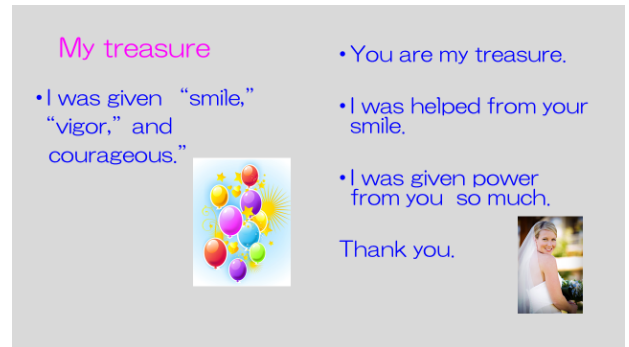 My treasure
•I was given “smile,”
“vigor,” and
courageous.”
•You are my treasure.
•I was helped from your
smile.
•I was given power
from you so much.
Thank you.